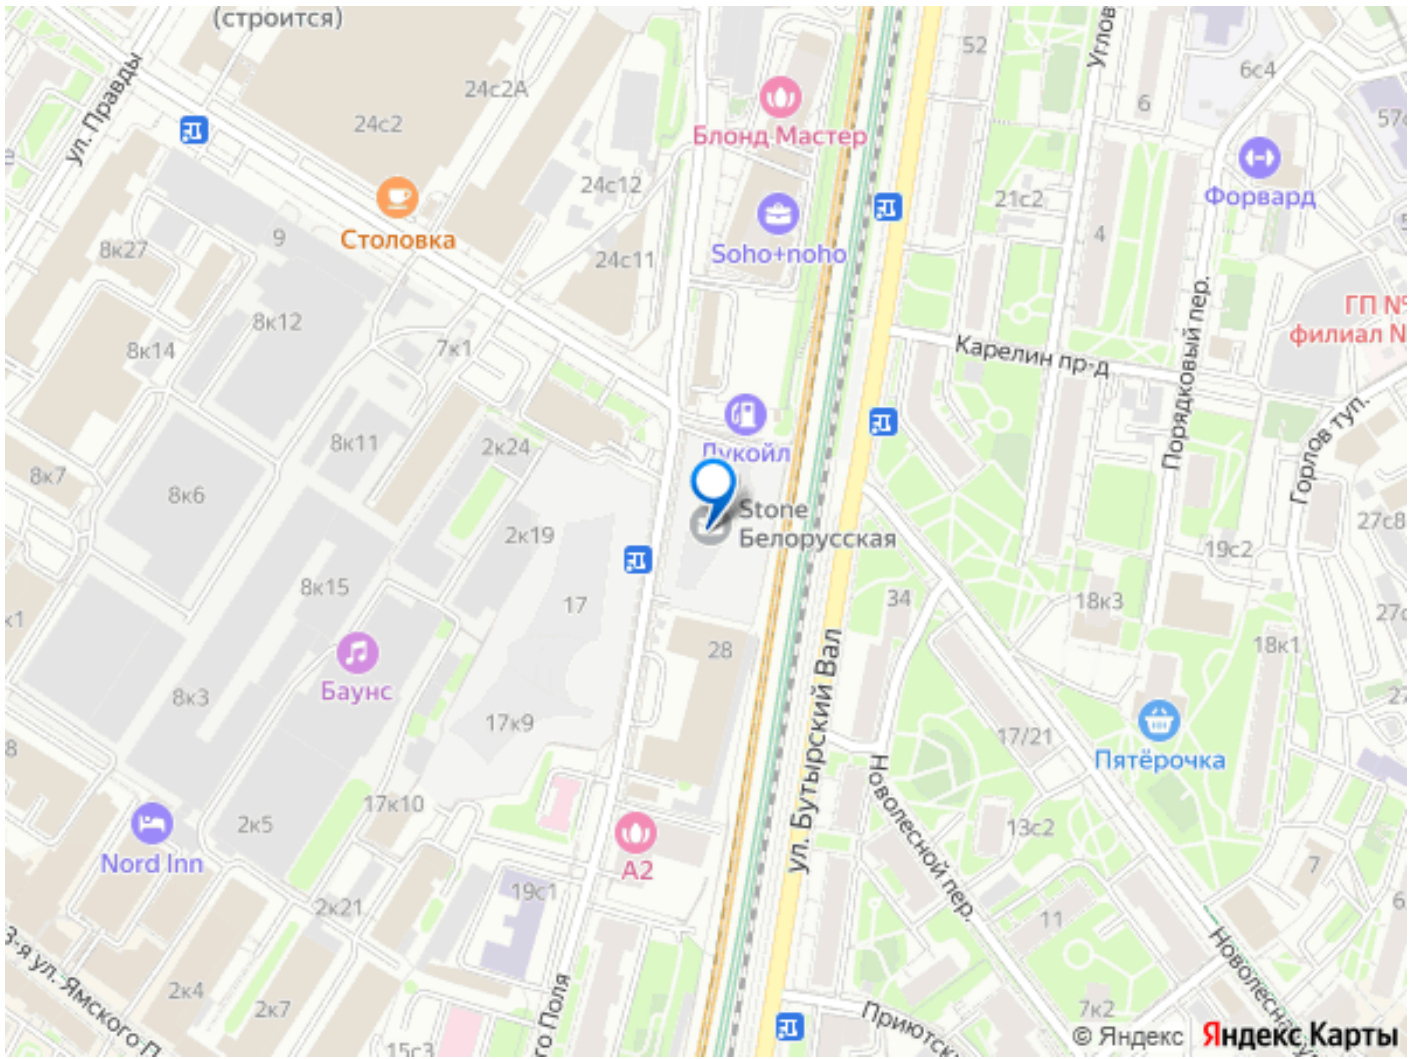 (строится)
52
Углов
6с4
ул. Правды
24с2А
6
57с
24с2
Блонд Мастер
Форвард
24с12
21с2
Столовка
9
8к27
4
Soho+noho
24с11
ГП №
филиал №
8к12
8к14
7к1
Карелин пр-д
Порядковый пер.
Горлов туп.
8к11
2к24
Лукойл
8к7
8к6
Stone
Белорусская
27с8
2к19
19с2
8к15
17
34
18к3
28
18к1
Баунс
8к3
17к9
ул. Бутырский Вал
17/21
Пятёрочка
Новолесной пер.
17к10
2к5
13с2
Nord Inn
А2
7
19с1
2к21
11
3-я ул. Ямского П
Новолесная
2к4
2к7
ого Поля
7к2
15с3
Приютск
© Яндекс
Яндекс Карты